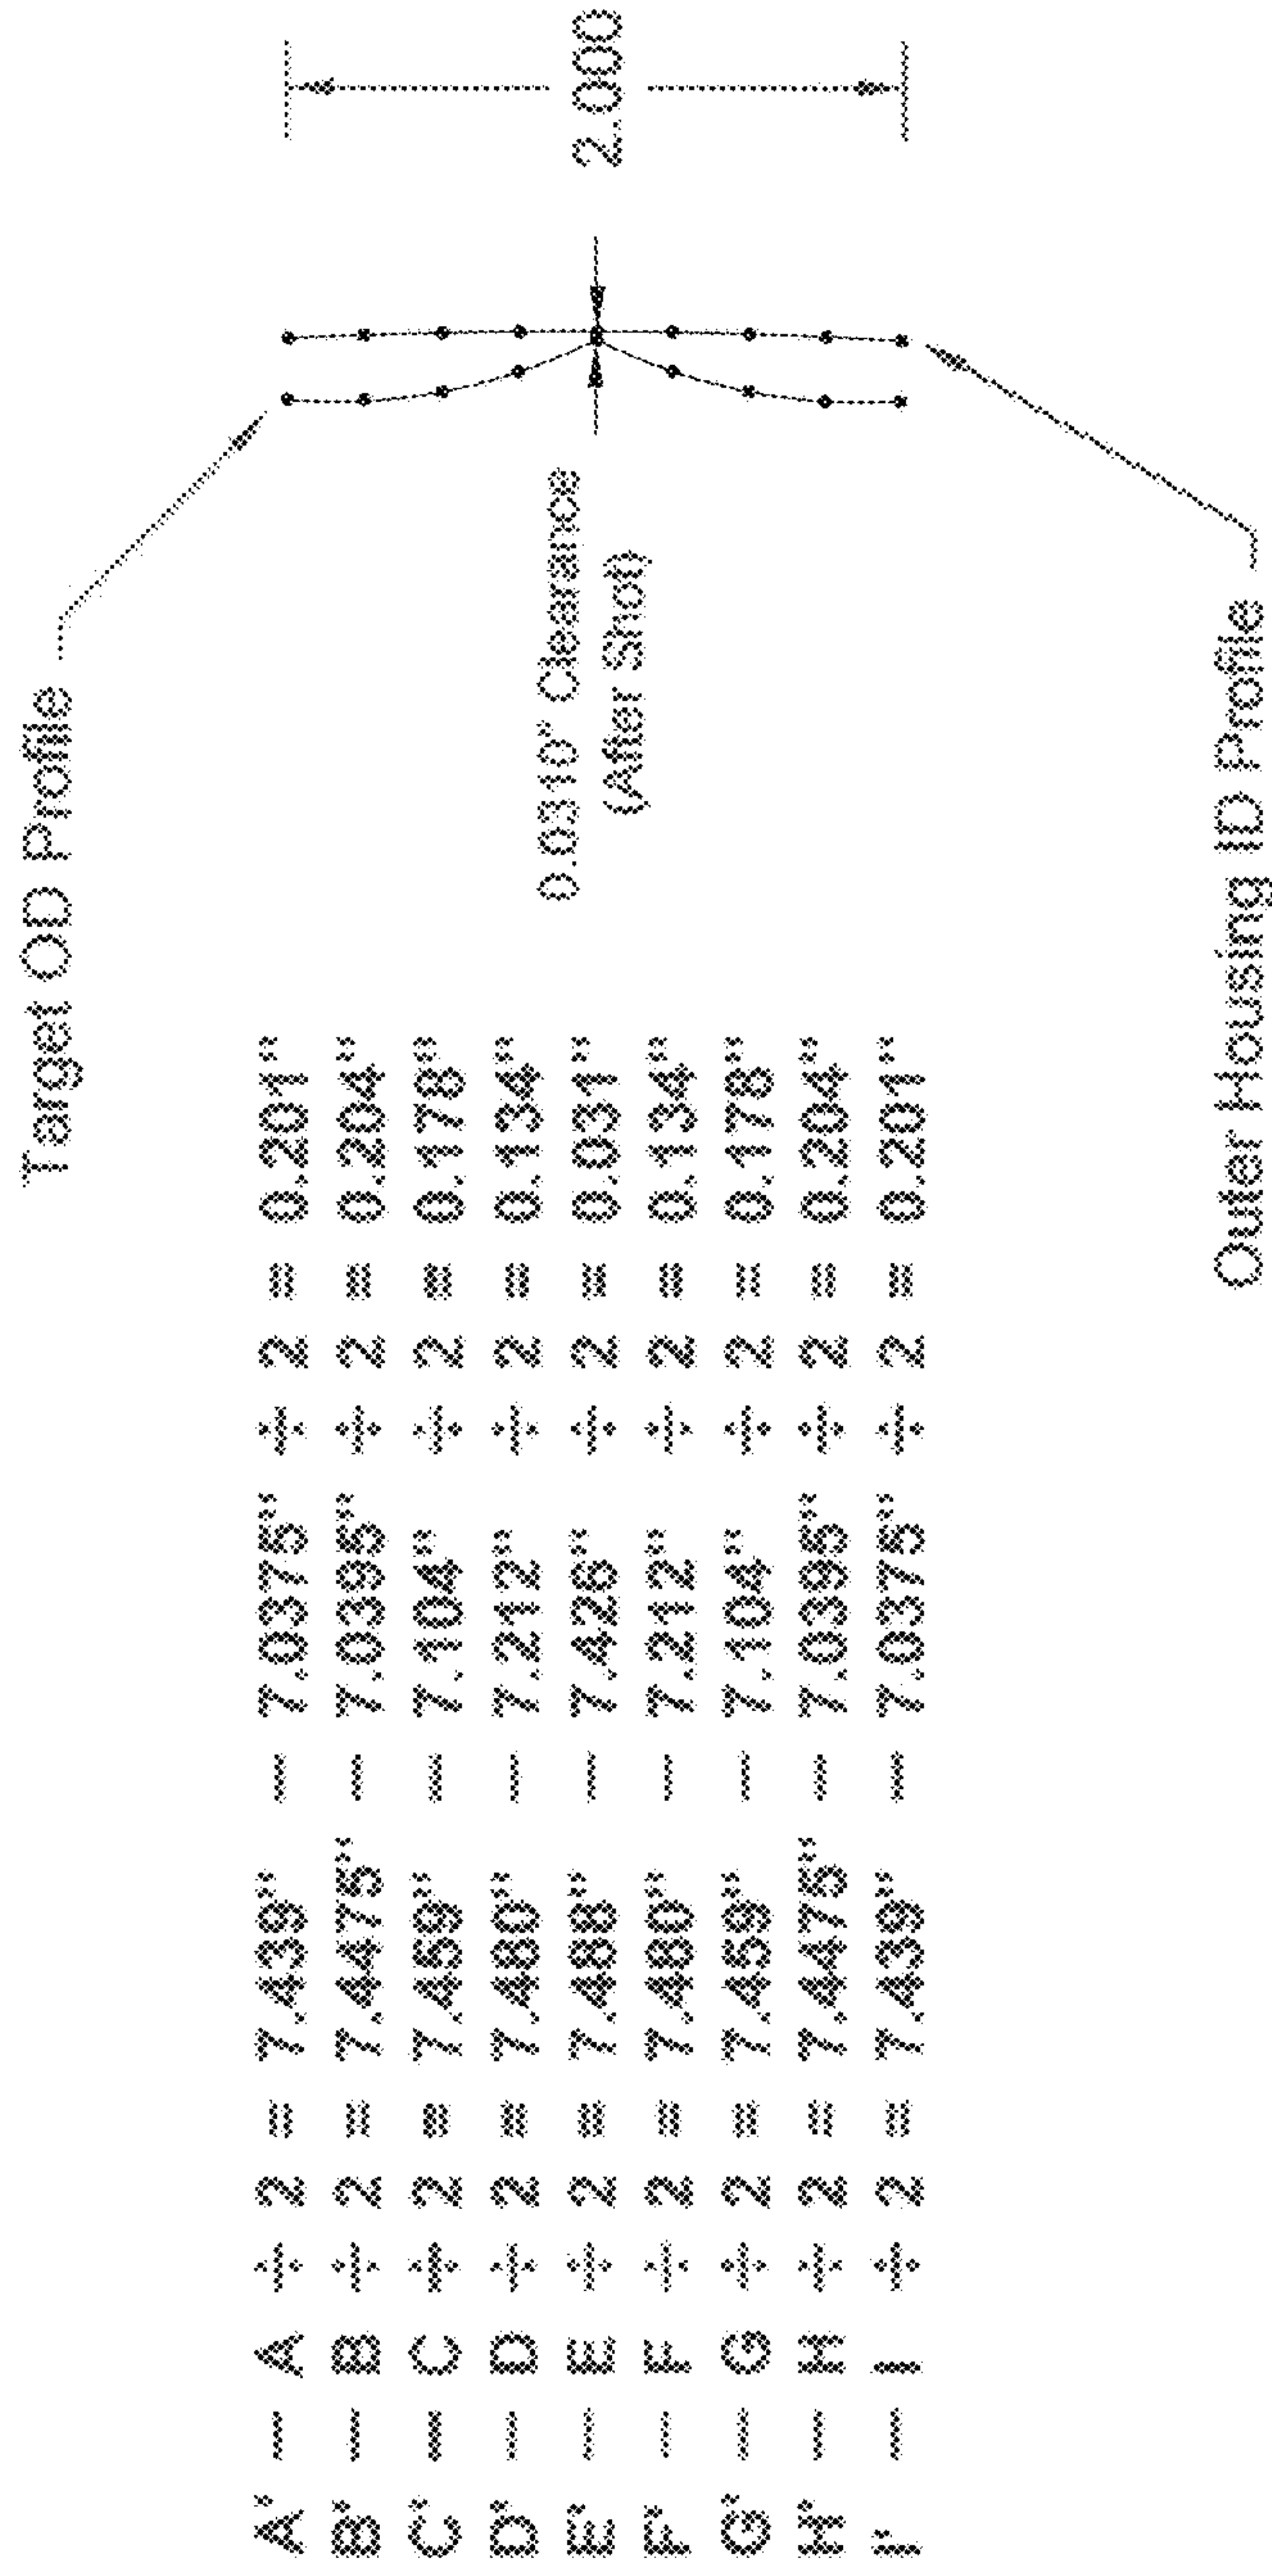 A' — A ÷ 2 = 7.439" — 7.0375" ÷ 2 = 0.201"
B' — B ÷ 2 = 7.4475" — 7.0395" ÷ 2 = 0.204"
C' — C ÷ 2 = 7.459" — 7.104" ÷ 2 = 0.178"
D' — D ÷ 2 = 7.480" — 7.212" ÷ 2 = 0.134"
E' — E ÷ 2 = 7.488" — 7.426" ÷ 2 = 0.031"
F' — F ÷ 2 = 7.480" — 7.212" ÷ 2 = 0.134"
G' — G ÷ 2 = 7.459" — 7.104" ÷ 2 = 0.178"
H' — H ÷ 2 = 7.4475" — 7.0395" ÷ 2 = 0.204"
I' — I ÷ 2 = 7.439" — 7.0375" ÷ 2 = 0.201"
Target OD Profile
0.0310" Clearance
(After Shot)
2.000
Outer Housing ID Profile